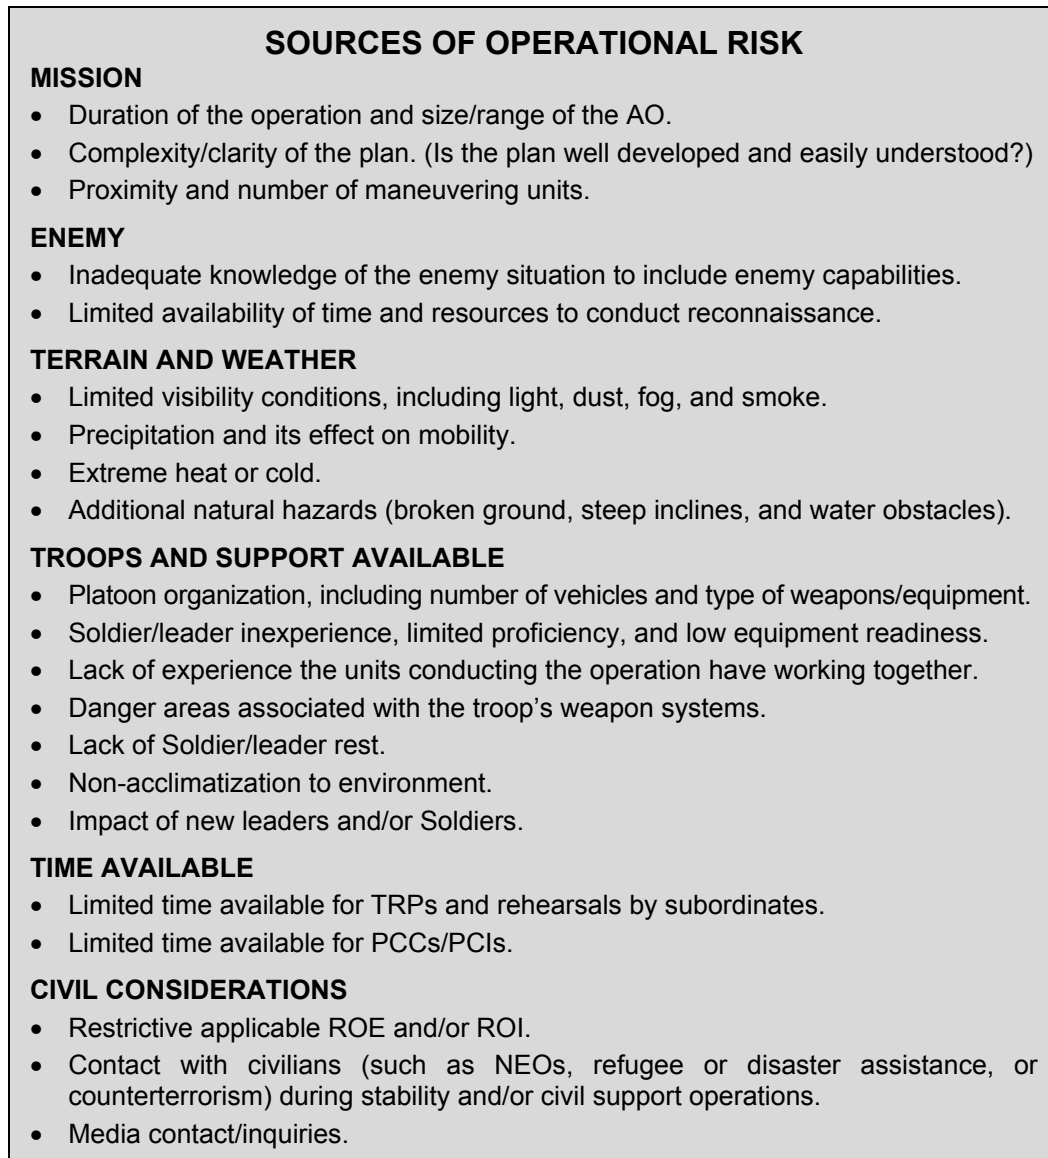 SOURCES OF OPERATIONAL RISK
MISSION
• Duration of the operation and size/range of the AO.
• Complexity/clarity of the plan. (Is the plan well developed and easily understood?)
• Proximity and number of maneuvering units.
ENEMY
• Inadequate knowledge of the enemy situation to include enemy capabilities.
• Limited availability of time and resources to conduct reconnaissance.
TERRAIN AND WEATHER
• Limited visibility conditions, including light, dust, fog, and smoke.
• Precipitation and its effect on mobility.
• Extreme heat or cold.
• Additional natural hazards (broken ground, steep inclines, and water obstacles).
TROOPS AND SUPPORT AVAILABLE
• Platoon organization, including number of vehicles and type of weapons/equipment.
• Soldier/leader inexperience, limited proficiency, and low equipment readiness.
• Lack of experience the units conducting the operation have working together.
• Danger areas associated with the troop’s weapon systems.
• Lack of Soldier/leader rest.
• Non-acclimatization to environment.
• Impact of new leaders and/or Soldiers.
TIME AVAILABLE
• Limited time available for TRPs and rehearsals by subordinates.
• Limited time available for PCCs/PCIs.
CIVIL CONSIDERATIONS
• Restrictive applicable ROE and/or ROI.
• Contact with civilians (such as NEOs, refugee or disaster assistance, or
counterterrorism) during stability and/or civil support operations.
• Media contact/inquiries.